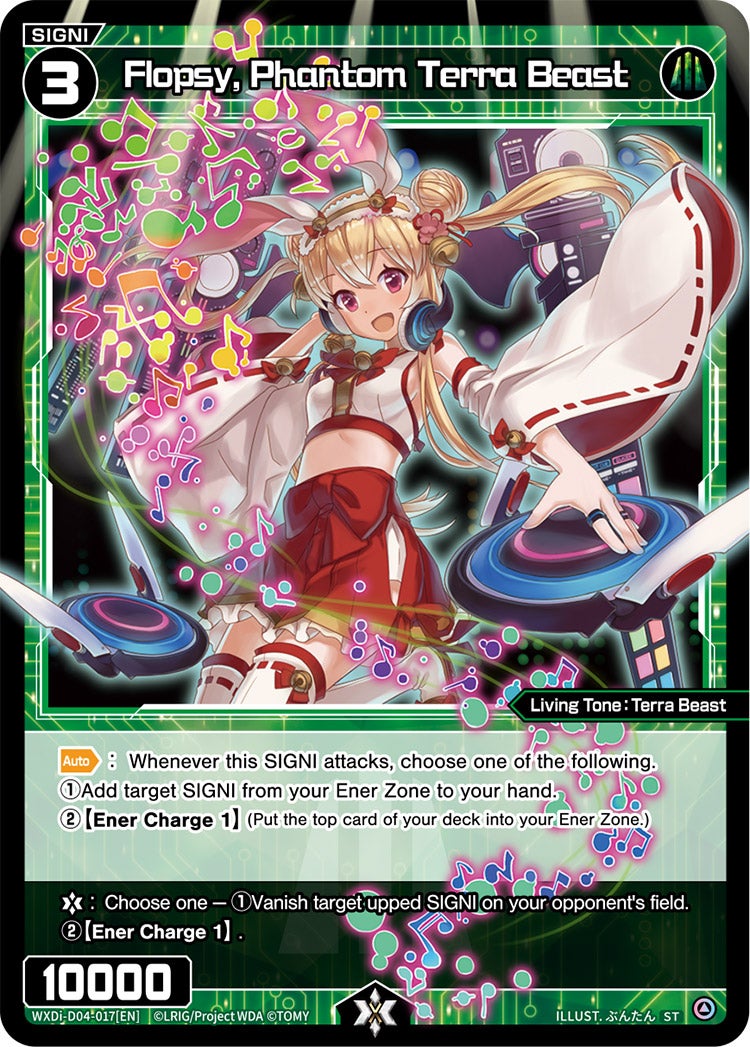 SIGNI
3
Flopsy, Phantom Terra Beast
Living Tone：Terra Beast
Auto ： Whenever this SIGNI attacks, choose one of the following.
①Add target SIGNI from your Ener Zone to your hand.
②【Ener Charge 1】 (Put the top card of your deck into your Ener Zone.)
： Choose one ─ ①Vanish target upped SIGNI on your opponent's field.
②【Ener Charge 1】 .
10000
WXDi-D04-017[EN] ©LRIG/Project WDA ©TOMY
ILLUST. ぶんたん ST